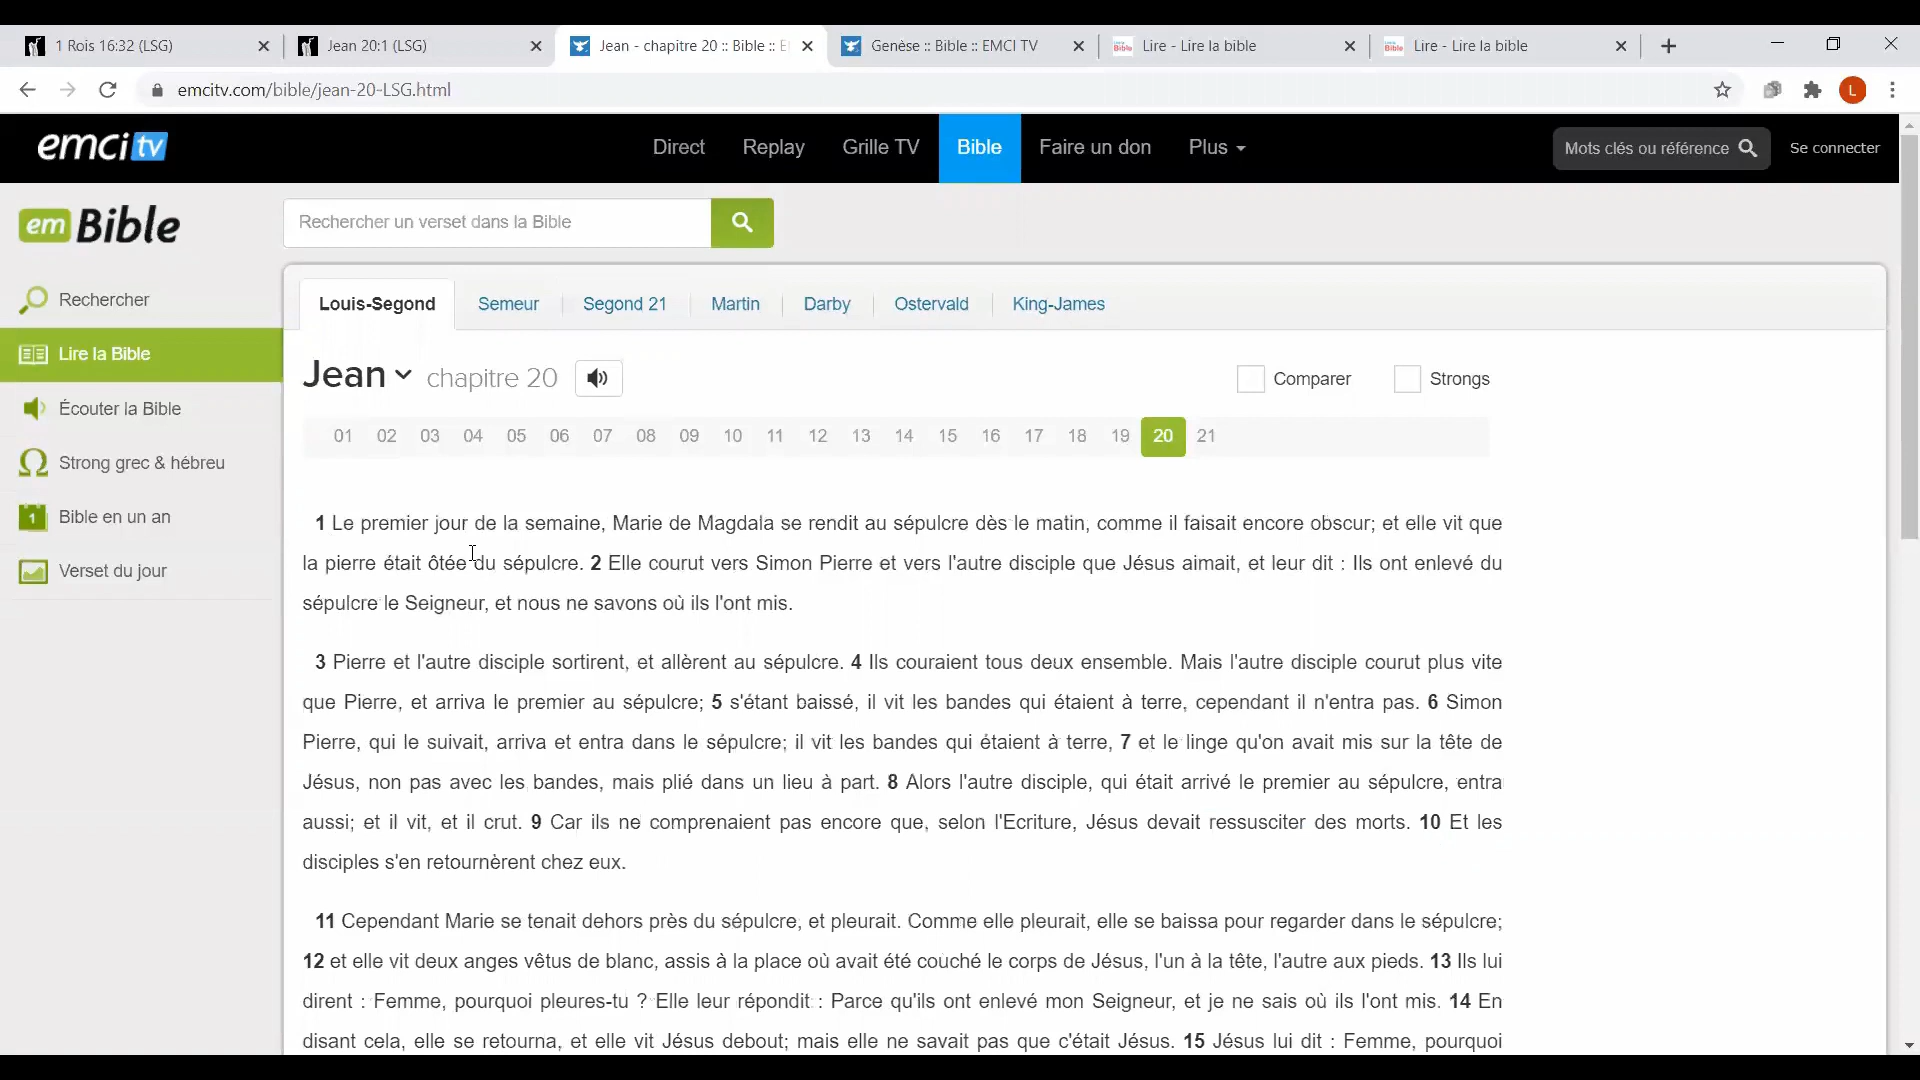 1 Rois 16:32 (LSG)
Jean 20:1 (LSG)
Jean - chapitre 20 :: Bible :: E
Genèse :: Bible :: EMCI TV
Lire - Lire la bible
Lire - Lire la bible
emcitv.com/bible/jean-20-LSG.html
L
emci tv
Direct
Replay
Grille TV
Bible
Faire un don
Plus
Mots clés ou référence
Se connecter
em Bible
Rechercher un verset dans la Bible
Rechercher
Lire la Bible
Écouter la Bible
Strong grec & hébreu
1
Bible en un an
Verset du jour
Louis-Segond
Semeur
Segond 21
Martin
Darby
Ostervald
King-James
Jean chapitre 20
Comparer
Strongs
01 02 03 04 05 06 07 08 09 10 11 12 13 14 15 16 17 18 19 20 21
1 Le premier jour de la semaine, Marie de Magdala se rendit au sépulcre dès le matin, comme il faisait encore obscur; et elle vit que
la pierre était ôtée du sépulcre. 2 Elle courut vers Simon Pierre et vers l'autre disciple que Jésus aimait, et leur dit : Ils ont enlevé du
sépulcre le Seigneur, et nous ne savons où ils l'ont mis.
3 Pierre et l'autre disciple sortirent, et allèrent au sépulcre. 4 Ils couraient tous deux ensemble. Mais l'autre disciple courut plus vite
que Pierre, et arriva le premier au sépulcre; 5 s'étant baissé, il vit les bandes qui étaient à terre, cependant il n'entra pas. 6 Simon
Pierre, qui le suivait, arriva et entra dans le sépulcre; il vit les bandes qui étaient à terre, 7 et le linge qu'on avait mis sur la tête de
Jésus, non pas avec les bandes, mais plié dans un lieu à part. 8 Alors l'autre disciple, qui était arrivé le premier au sépulcre, entra
aussi; et il vit, et il crut. 9 Car ils ne comprenaient pas encore que, selon l'Ecriture, Jésus devait ressusciter des morts. 10 Et les
disciples s'en retournèrent chez eux.
11 Cependant Marie se tenait dehors près du sépulcre, et pleurait. Comme elle pleurait, elle se baissa pour regarder dans le sépulcre;
12 et elle vit deux anges vêtus de blanc, assis à la place où avait été couché le corps de Jésus, l'un à la tête, l'autre aux pieds. 13 Ils lui
dirent : Femme, pourquoi pleures-tu ? Elle leur répondit : Parce qu'ils ont enlevé mon Seigneur, et je ne sais où ils l'ont mis. 14 En
disant cela, elle se retourna, et elle vit Jésus debout; mais elle ne savait pas que c'était Jésus. 15 Jésus lui dit : Femme, pourquoi